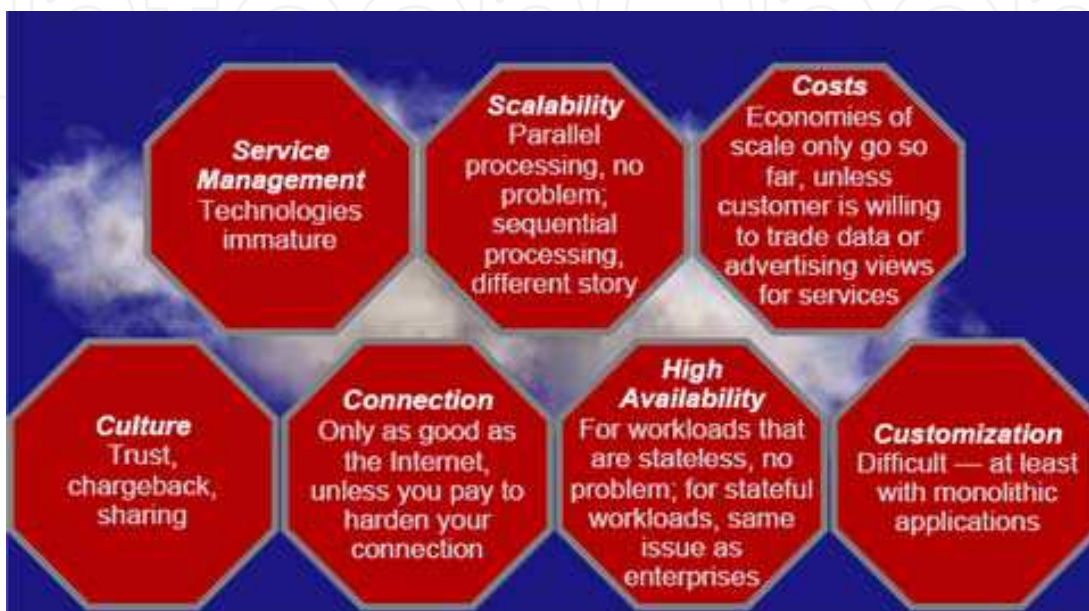 Service
Management
Technologies
immature
Scalability
Parallel
processing, no
problem;
sequential
processing,
different story
Costs
Economies of
scale only go so
far, unless
customer is willing
to trade data or
advertising views
for services
Culture
Trust,
chargeback,
sharing
Connection
Only as good as
the Internet,
unless you pay to
harden your
connection
High
Availability
For workloads that
are stateless, no
problem; for stateful
workloads, same
issue as
enterprises
Customization
Difficult — at least
with monolithic
applications